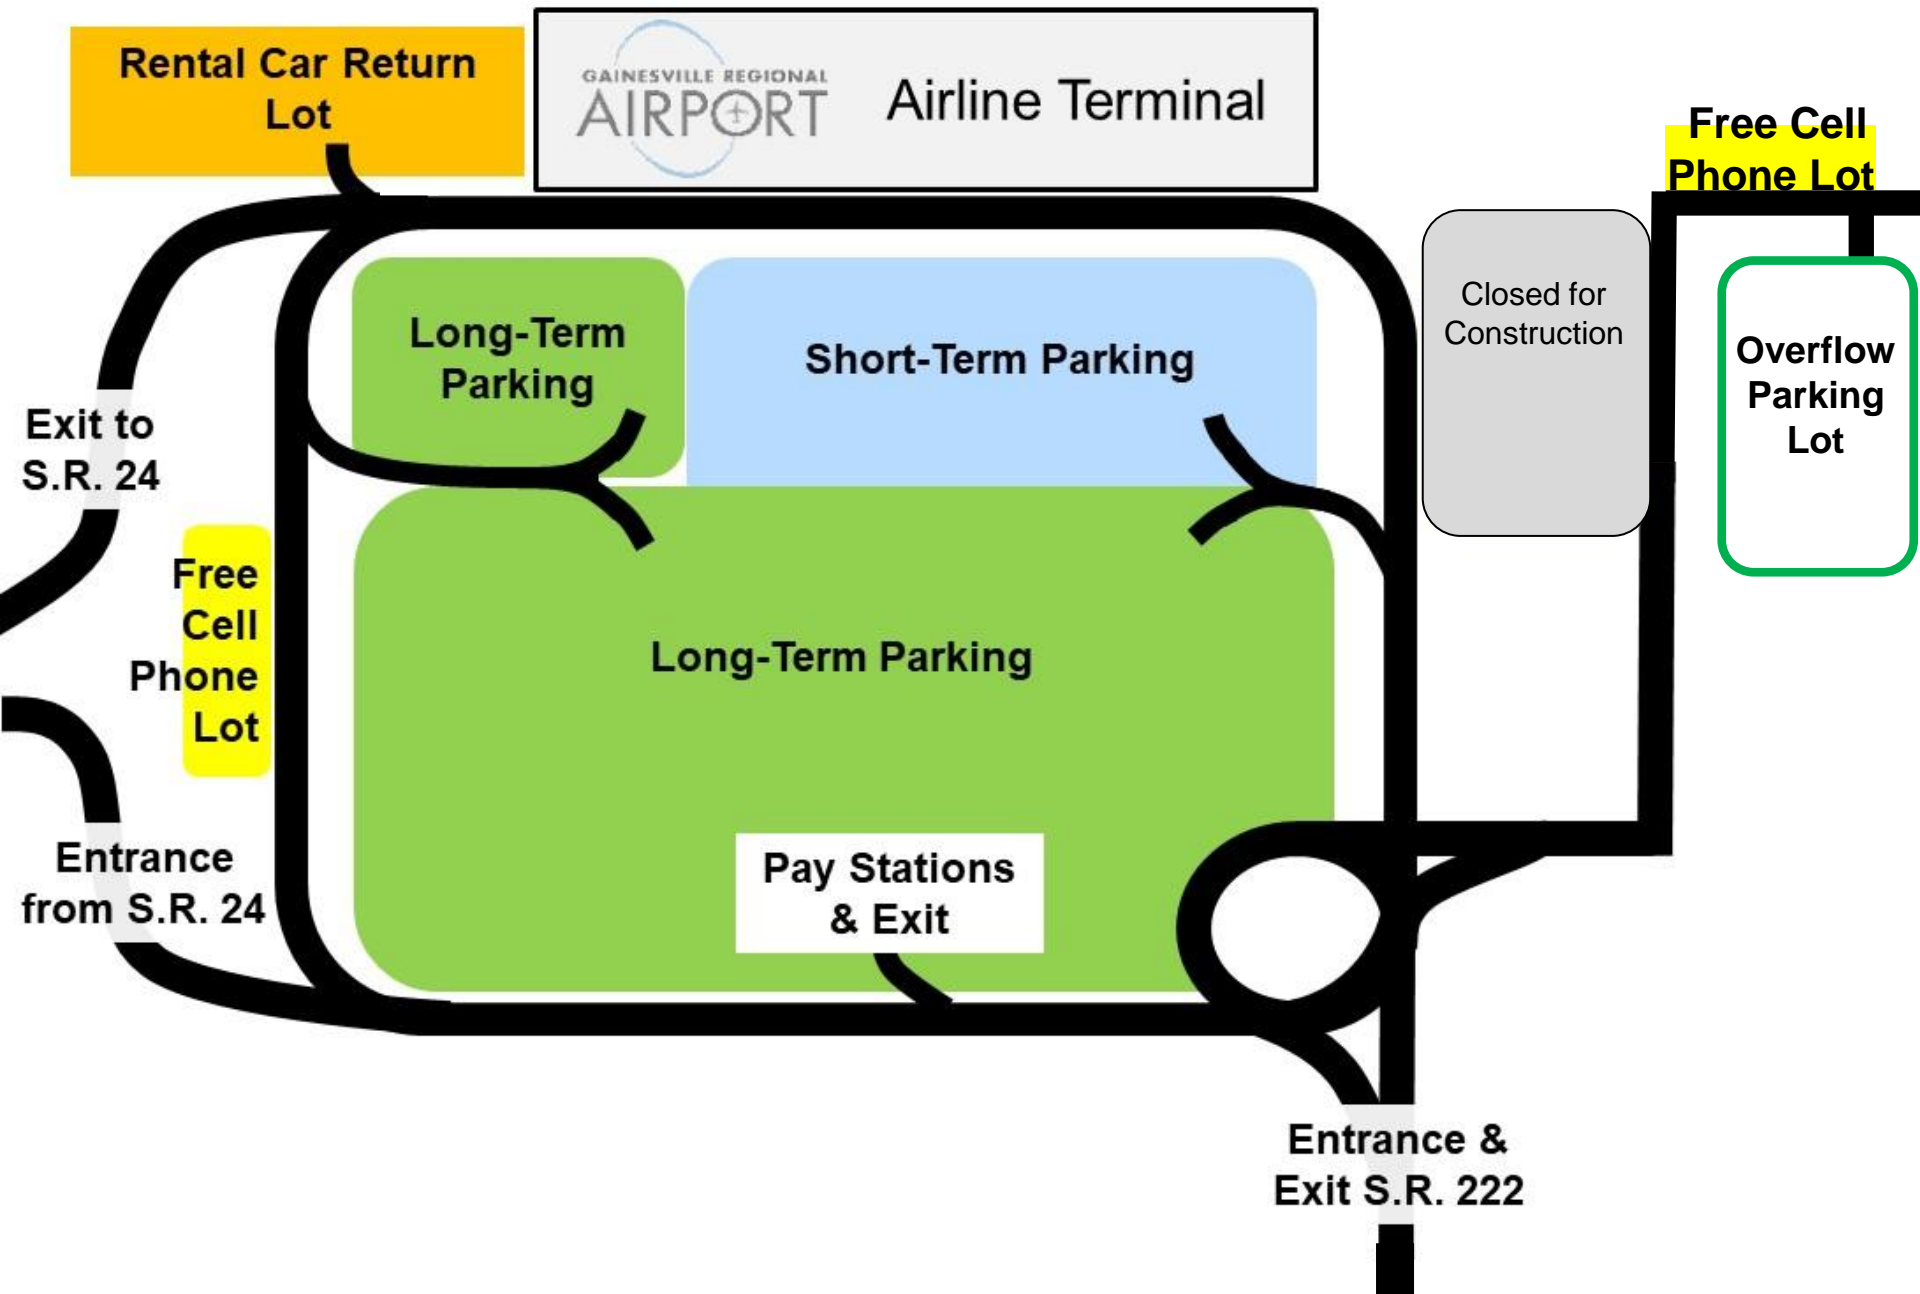 Rental Car Return
Lot
GAINESVILLE REGIONAL
AIRPORT
Airline Terminal
Free Cell
Phone Lot
Closed for
Construction
Overflow
Parking
Lot
Long-Term
Parking
Short-Term Parking
Exit to
S.R. 24
Free
Cell
Phone
Lot
Long-Term Parking
Entrance
from S.R. 24
Pay Stations
& Exit
Entrance &
Exit S.R. 222